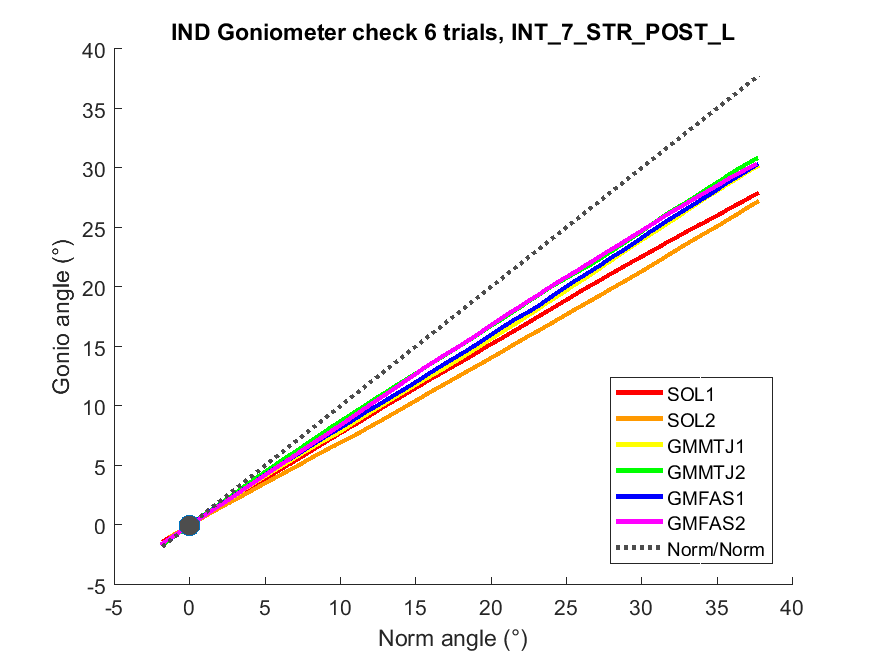 IND Goniometer check 6 trials, INT_7_STR_POST_L
40
35
30
25
20
15
10
5
0
-5
Gonio angle (°)
-5 0 5 10 15 20 25 30 35 40
Norm angle (°)
SOL1
SOL2
GMMTJ1
GMMTJ2
GMFAS1
GMFAS2
Norm/Norm